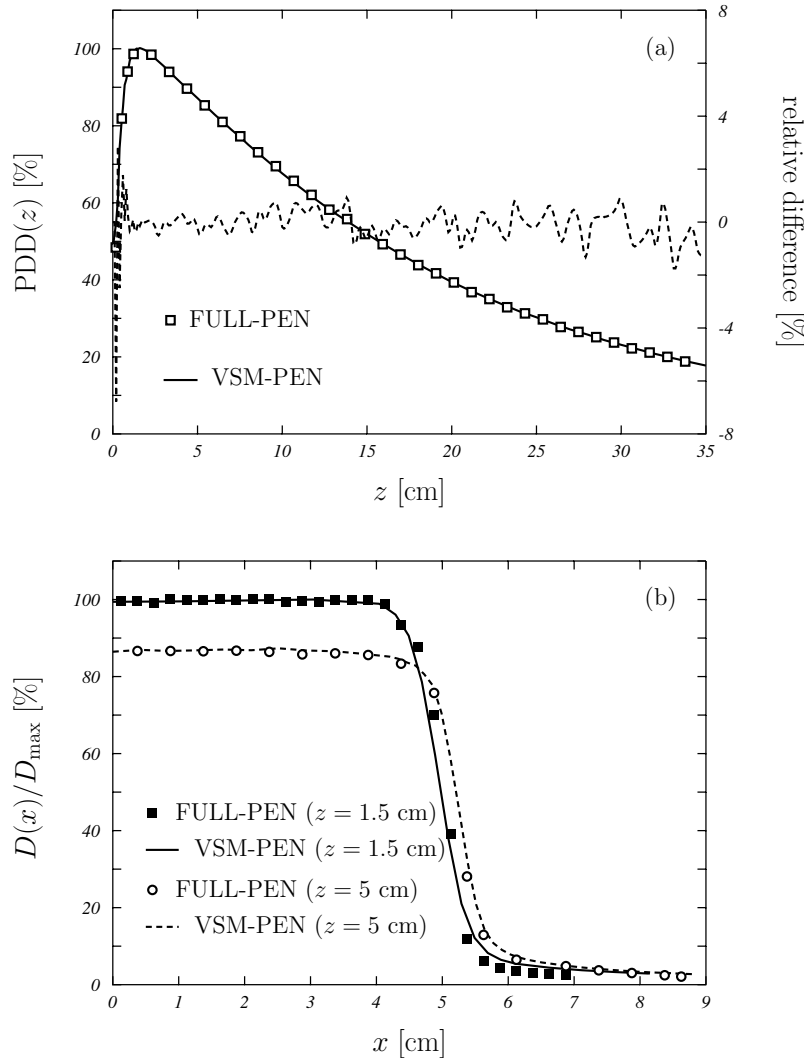 (a)
100
80
60
40
20
0
PDD(z) [%]
8
4
0
-4
-8
relative difference [%]
FULL-PEN
VSM-PEN
0 5 10 15 20 25 30 35
z [cm]
(b)
100
80
60
40
20
0
D(x)/D_max [%]
FULL-PEN (z = 1.5 cm)
VSM-PEN (z = 1.5 cm)
FULL-PEN (z = 5 cm)
VSM-PEN (z = 5 cm)
0 1 2 3 4 5 6 7 8 9
x [cm]